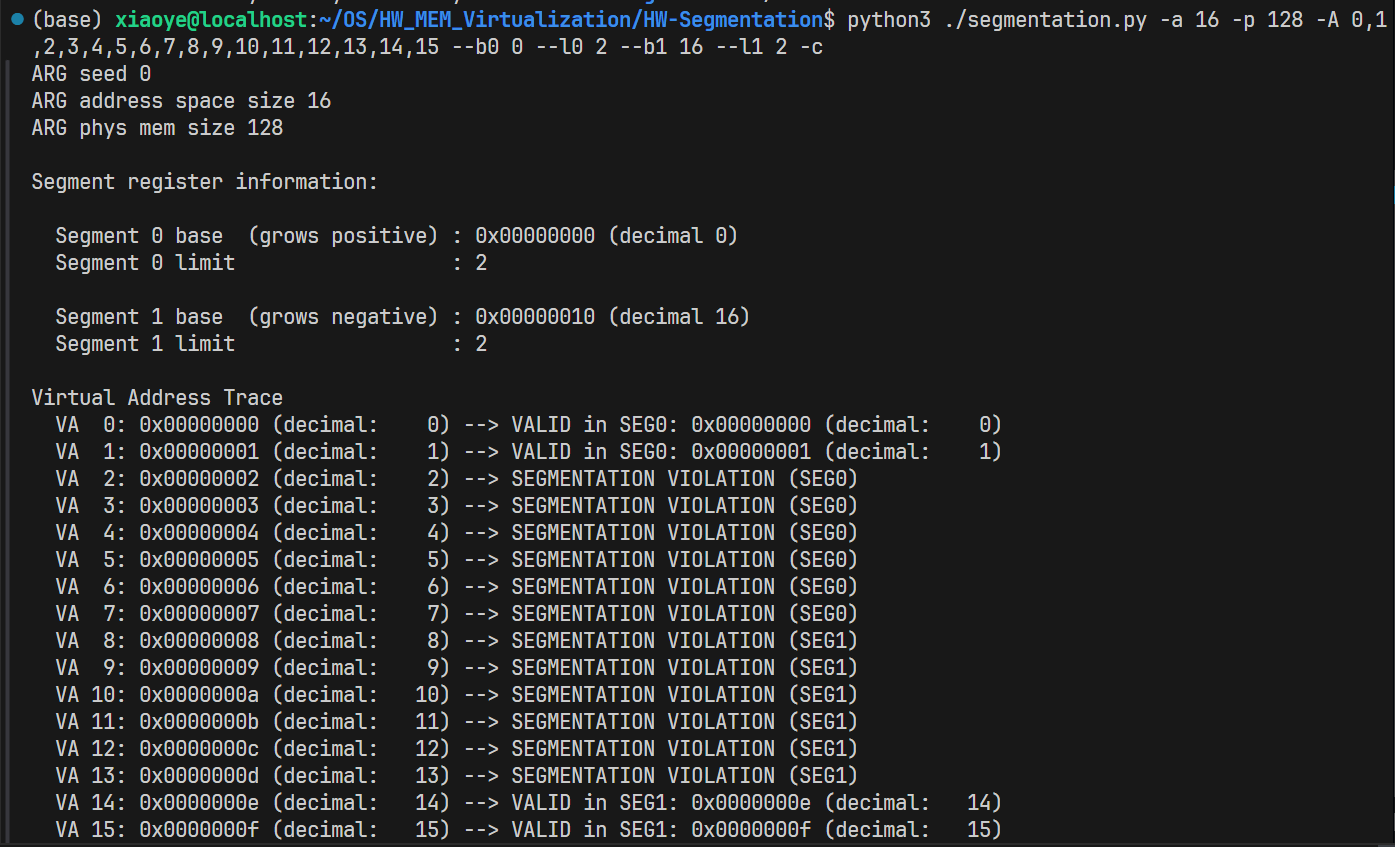 (base) xiaoye@localhost:~/OS/HW_MEM_Virtualization/HW-Segmentation$ python3 ./segmentation.py -a 16 -p 128 -A 0,1
,2,3,4,5,6,7,8,9,10,11,12,13,14,15 --b0 0 --l0 2 --b1 16 --l1 2 -c
ARG seed 0
ARG address space size 16
ARG phys mem size 128

Segment register information:

  Segment 0 base  (grows positive) : 0x00000000 (decimal 0)
  Segment 0 limit                  : 2

  Segment 1 base  (grows negative) : 0x00000010 (decimal 16)
  Segment 1 limit                  : 2

Virtual Address Trace
  VA  0: 0x00000000 (decimal:    0) --> VALID in SEG0: 0x00000000 (decimal:    0)
  VA  1: 0x00000001 (decimal:    1) --> VALID in SEG0: 0x00000001 (decimal:    1)
  VA  2: 0x00000002 (decimal:    2) --> SEGMENTATION VIOLATION (SEG0)
  VA  3: 0x00000003 (decimal:    3) --> SEGMENTATION VIOLATION (SEG0)
  VA  4: 0x00000004 (decimal:    4) --> SEGMENTATION VIOLATION (SEG0)
  VA  5: 0x00000005 (decimal:    5) --> SEGMENTATION VIOLATION (SEG0)
  VA  6: 0x00000006 (decimal:    6) --> SEGMENTATION VIOLATION (SEG0)
  VA  7: 0x00000007 (decimal:    7) --> SEGMENTATION VIOLATION (SEG0)
  VA  8: 0x00000008 (decimal:    8) --> SEGMENTATION VIOLATION (SEG1)
  VA  9: 0x00000009 (decimal:    9) --> SEGMENTATION VIOLATION (SEG1)
  VA 10: 0x0000000a (decimal:   10) --> SEGMENTATION VIOLATION (SEG1)
  VA 11: 0x0000000b (decimal:   11) --> SEGMENTATION VIOLATION (SEG1)
  VA 12: 0x0000000c (decimal:   12) --> SEGMENTATION VIOLATION (SEG1)
  VA 13: 0x0000000d (decimal:   13) --> SEGMENTATION VIOLATION (SEG1)
  VA 14: 0x0000000e (decimal:   14) --> VALID in SEG1: 0x0000000e (decimal:   14)
  VA 15: 0x0000000f (decimal:   15) --> VALID in SEG1: 0x0000000f (decimal:   15)